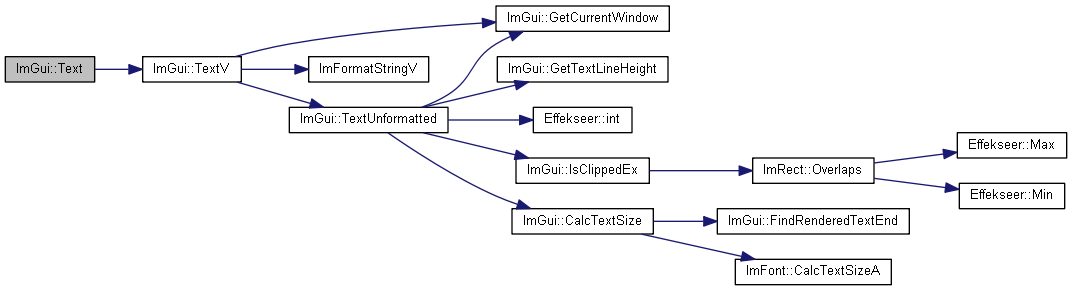 ImGui::Text
ImGui::TextV
ImGui::GetCurrentWindow
ImFormatStringV
ImGui::TextUnformatted
ImGui::GetTextLineHeight
Effekseer::int
ImGui::IsClippedEx
ImGui::CalcTextSize
ImRect::Overlaps
Effekseer::Max
Effekseer::Min
ImGui::FindRenderedTextEnd
ImFont::CalcTextSizeA